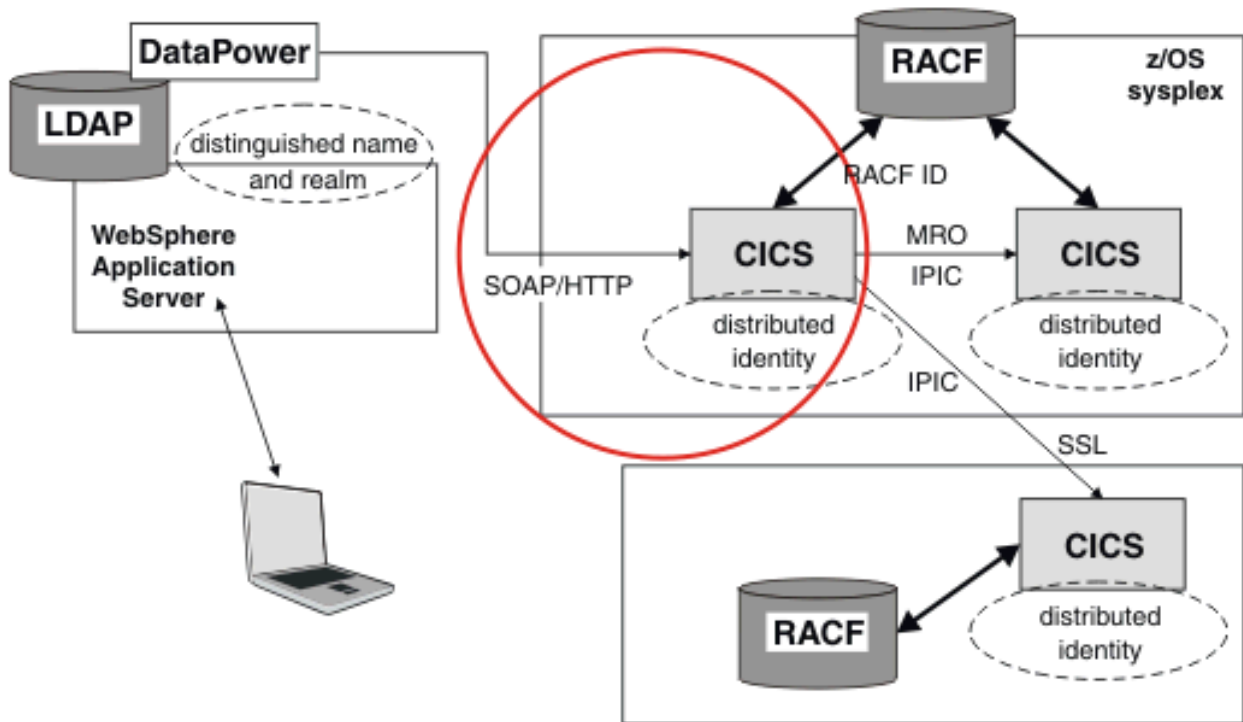 DataPower
LDAP
distinguished name
and realm
WebSphere
Application
Server
SOAP/HTTP
RACF
z/OS
sysplex
RACF ID
CICS
MRO
IPIC
CICS
distributed
identity
distributed
identity
IPIC
SSL
CICS
RACF
distributed
identity